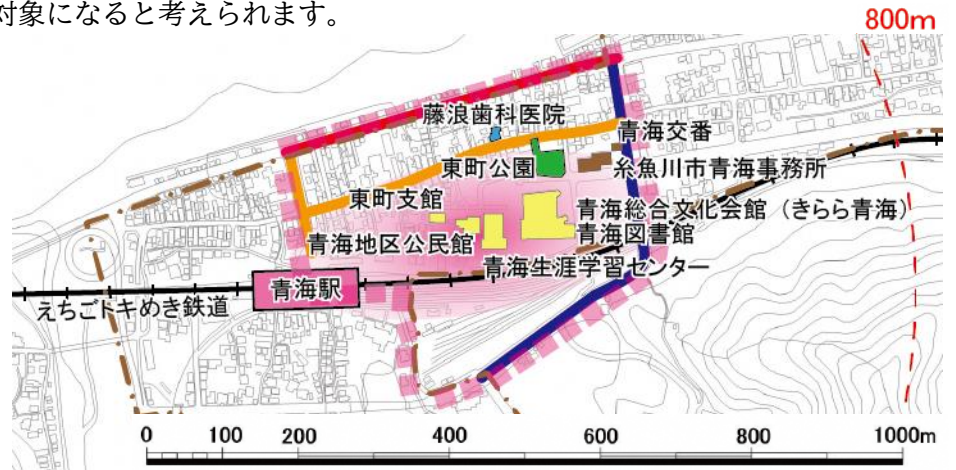 対象になると考えられます。
800m
藤浪歯科医院
青海交番
東町公園
糸魚川市青海事務所
東町支館
青海総合文化会館(きらら青海)
青海地区公民館
青海図書館
青海生涯学習センター
青海駅
えちごトキめき鉄道
0 100 200 400 600 800 1000m